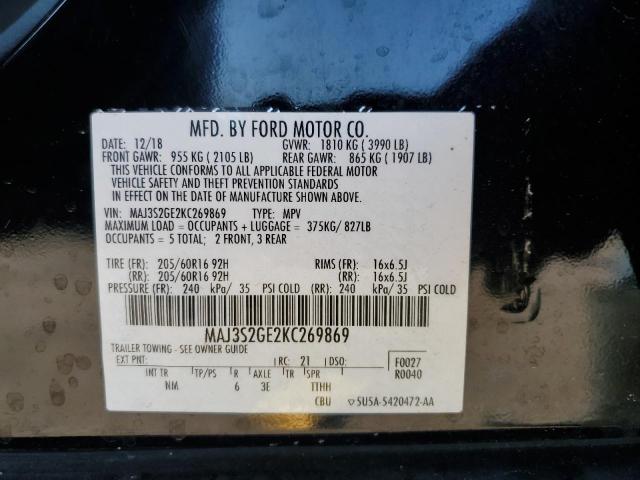 MFD. BY FORD MOTOR CO.
DATE: 12/18 GVWR: 1810 KG ( 3990 LB)
FRONT GAWR: 955 KG ( 2105 LB) REAR GAWR: 865 KG ( 1907 LB)
THIS VEHICLE CONFORMS TO ALL APPLICABLE FEDERAL MOTOR
VEHICLE SAFETY AND THEFT PREVENTION STANDARDS
IN EFFECT ON THE DATE OF MANUFACTURE SHOWN ABOVE.
VIN: MAJ3S2GE2KC269869 TYPE: MPV
MAXIMUM LOAD = OCCUPANTS + LUGGAGE = 375KG/ 827LB
OCCUPANTS = 5 TOTAL; 2 FRONT, 3 REAR
TIRE (FR): 205/60R16 92H RIMS (FR): 16x6.5J
(RR): 205/60R16 92H (RR): 16x6.5J
PRESSURE (FR): 240 kPa/ 35 PSI COLD (RR): 240 kPa/ 35 PSI COLD
MAJ3S2GE2KC269869
TRAILER TOWING - SEE OWNER GUIDE
EXT PNT: RC: 21 DSO: F0027
R0040
INT TR TP/PS R AXLE TR SPR
NM 6 3E TTHH
CBU ▽ 5U5A-5420472-AA